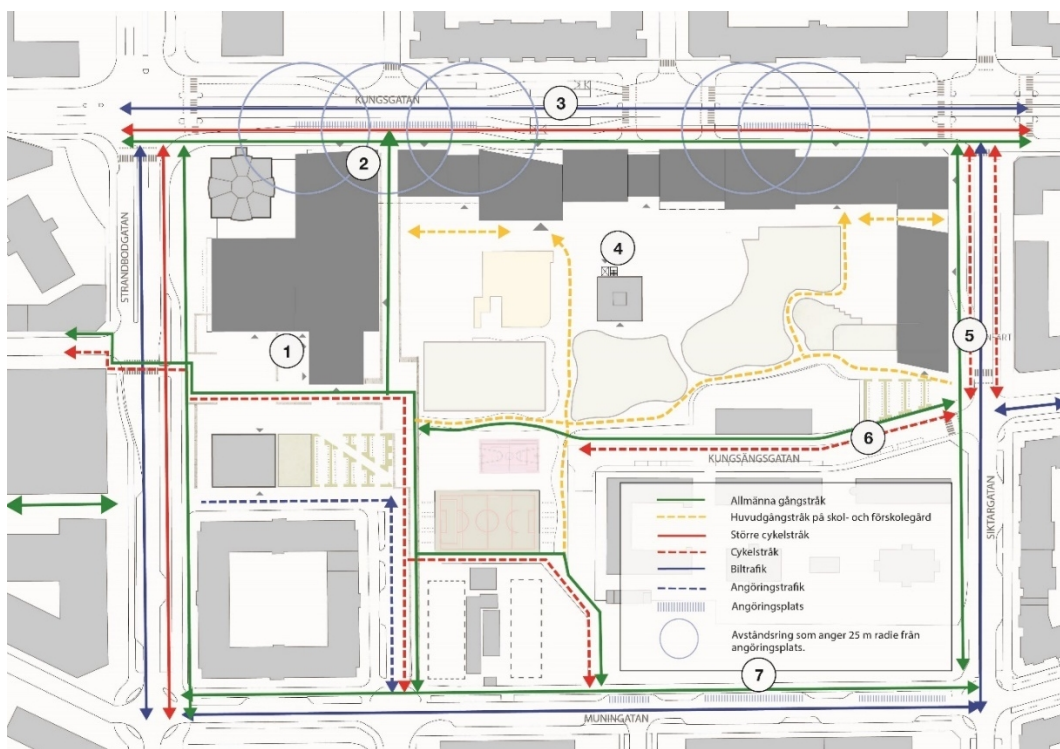 KUNGSGATAN
3
2
STRANDBODGATAN
4
1
5
6
KUNGSÄNGSGATAN
SIKTARGATAN
Allmänna gångstråk
Huvudgångstråk på skol- och förskolegård
Större cykelstråk
Cykelstråk
Biltrafik
Angöringstrafik
Angöringsplats
Avståndsring som anger 25 m radie från
angöringsplats.
7
MUNINGATAN